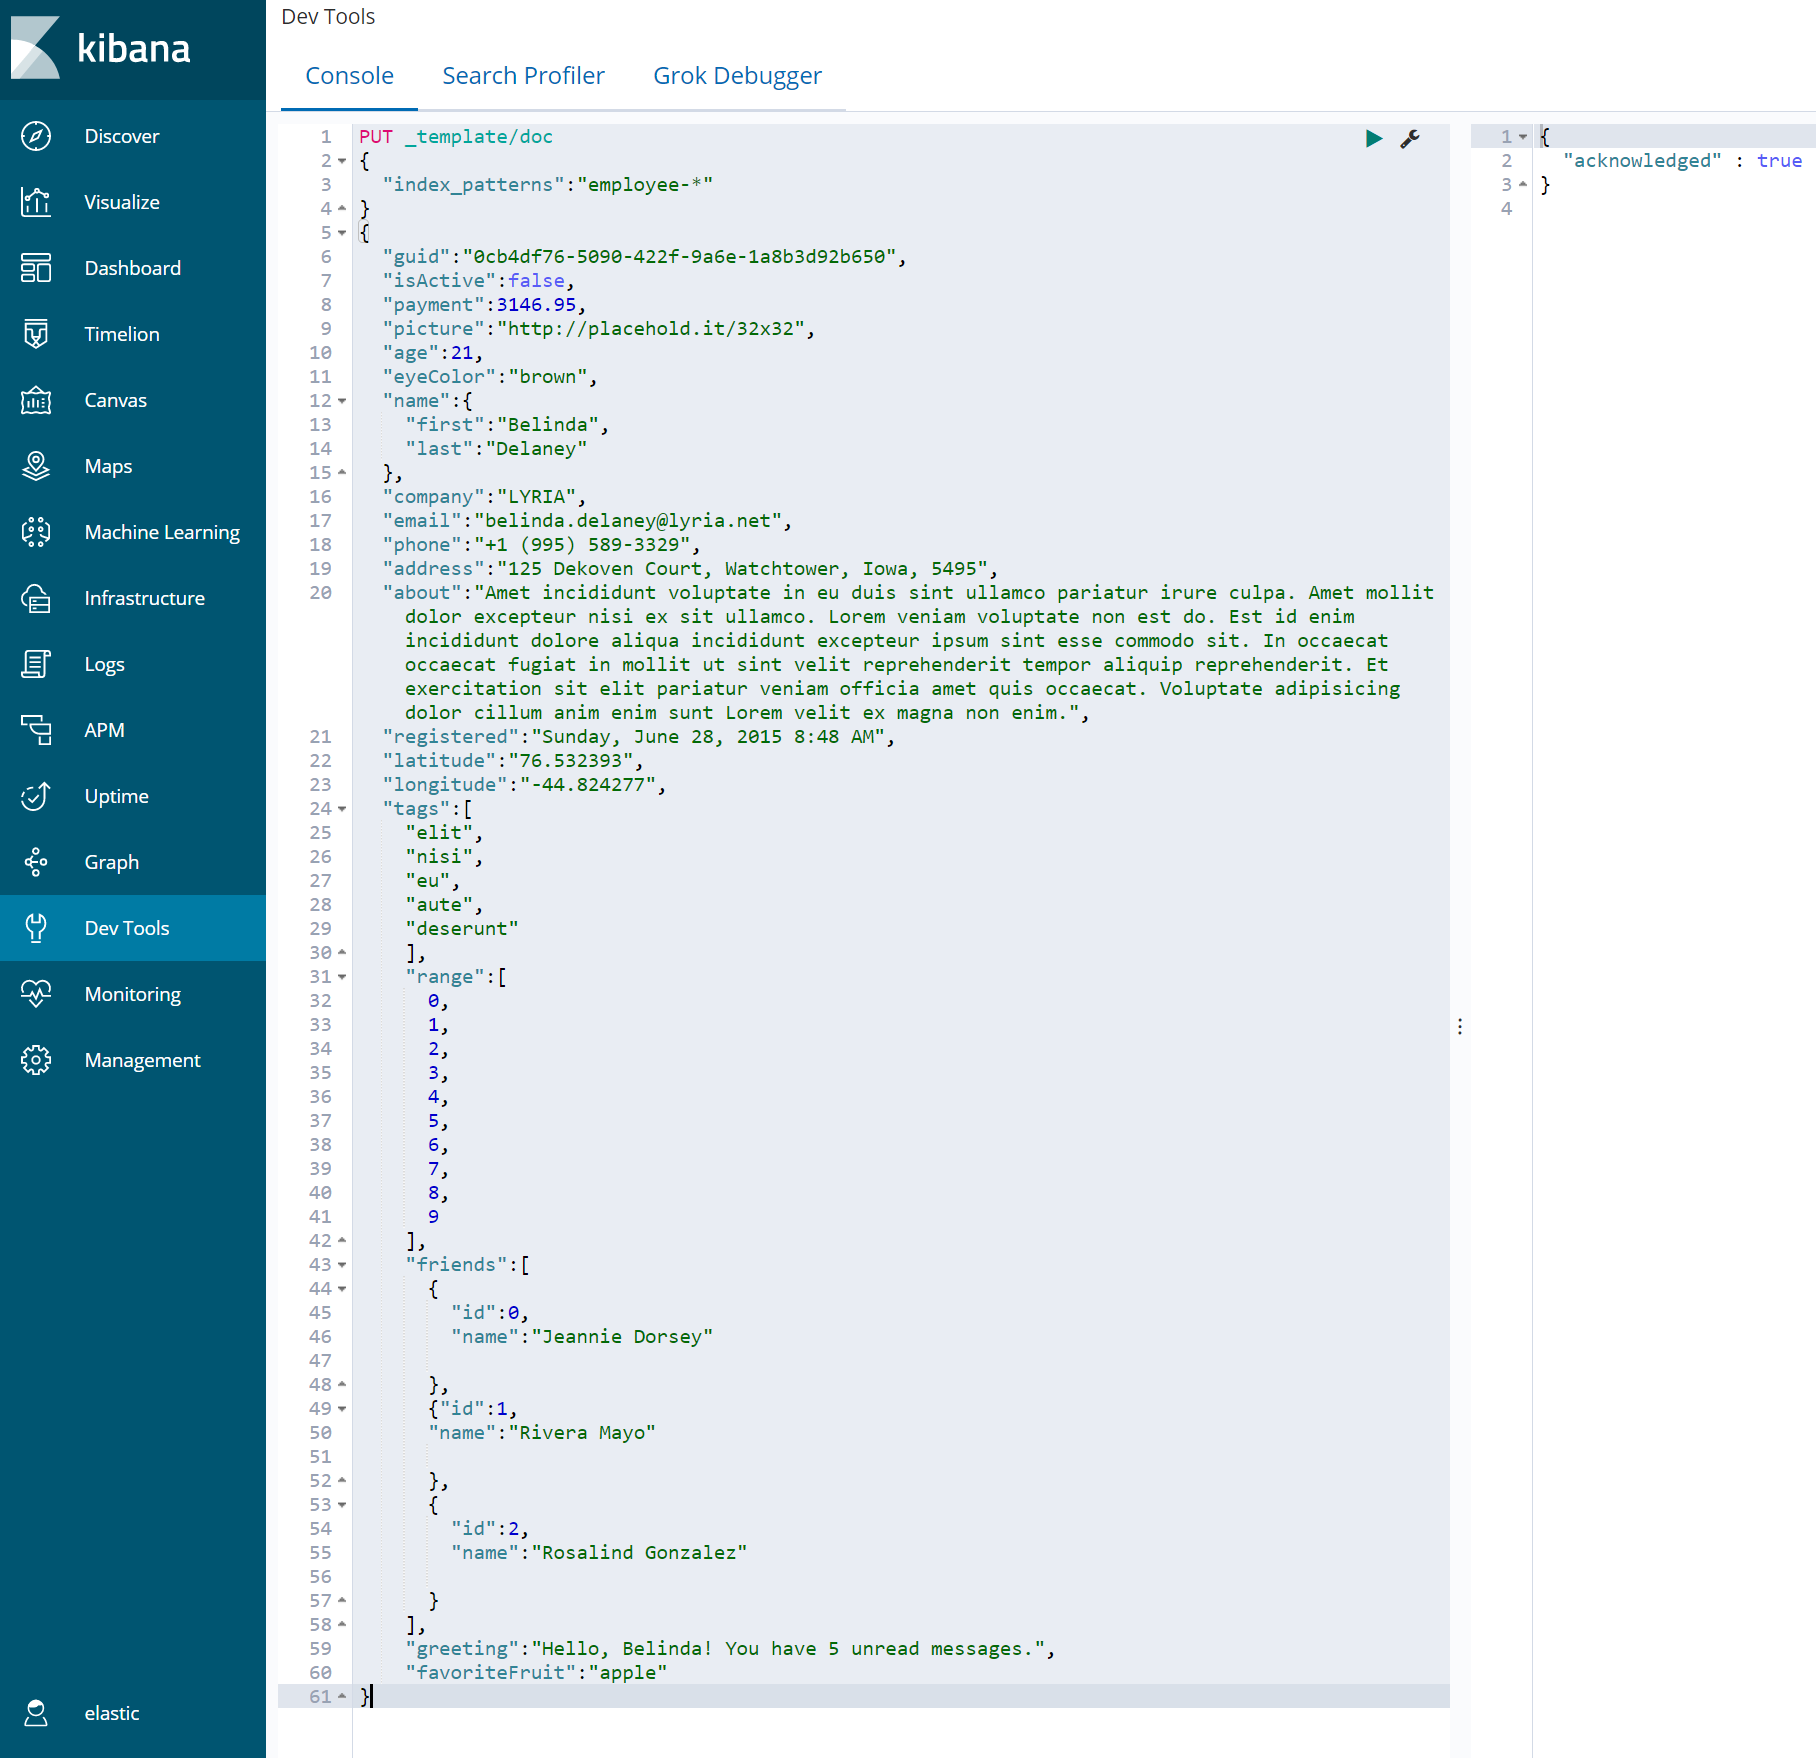 kibana
Discover
Visualize
Dashboard
Timelion
Canvas
Maps
Machine Learning
Infrastructure
Logs
APM
Uptime
Graph
Dev Tools
Monitoring
Management
elastic
Dev Tools
Console Search Profiler Grok Debugger
1 PUT _template/doc
2 {
3 "index_patterns":"employee-*"
4 }
5 {
6 "guid":"0cb4df76-5090-422f-9a6e-1a8b3d92b650",
7 "isActive":false,
8 "payment":3146.95,
9 "picture":"http://placehold.it/32x32",
10 "age":21,
11 "eyeColor":"brown",
12 "name":{
13 "first":"Belinda",
14 "last":"Delaney"
15 },
16 "company":"LYRIA",
17 "email":"belinda.delaney@lyria.net",
18 "phone":"+1 (995) 589-3329",
19 "address":"125 Dekoven Court, Watchtower, Iowa, 5495",
20 "about":"Amet incididunt voluptate in eu duis sint ullamco pariatur irure culpa. Amet mollit
dolor excepteur nisi ex sit ullamco. Lorem veniam voluptate non est do. Est id enim
incididunt dolore aliqua incididunt excepteur ipsum sint esse commodo sit. In occaecat
occaecat fugiat in mollit ut sint velit reprehenderit tempor aliquip reprehenderit. Et
exercitation sit elit pariatur veniam officia amet quis occaecat. Voluptate adipisicing
dolor cillum anim enim sunt Lorem velit ex magna non enim.",
21 "registered":"Sunday, June 28, 2015 8:48 AM",
22 "latitude":"76.532393",
23 "longitude":"-44.824277",
24 "tags":[
25 "elit",
26 "nisi",
27 "eu",
28 "aute",
29 "deserunt"
30 ],
31 "range":[
32 0,
33 1,
34 2,
35 3,
36 4,
37 5,
38 6,
39 7,
40 8,
41 9
42 ],
43 "friends":[
44 {
45 "id":0,
46 "name":"Jeannie Dorsey"
47
48 },
49 {"id":1,
50 "name":"Rivera Mayo"
51
52 },
53 {
54 "id":2,
55 "name":"Rosalind Gonzalez"
56
57 }
58 ],
59 "greeting":"Hello, Belinda! You have 5 unread messages.",
60 "favoriteFruit":"apple"
61 }
1 {
2 "acknowledged" : true
3 }
4